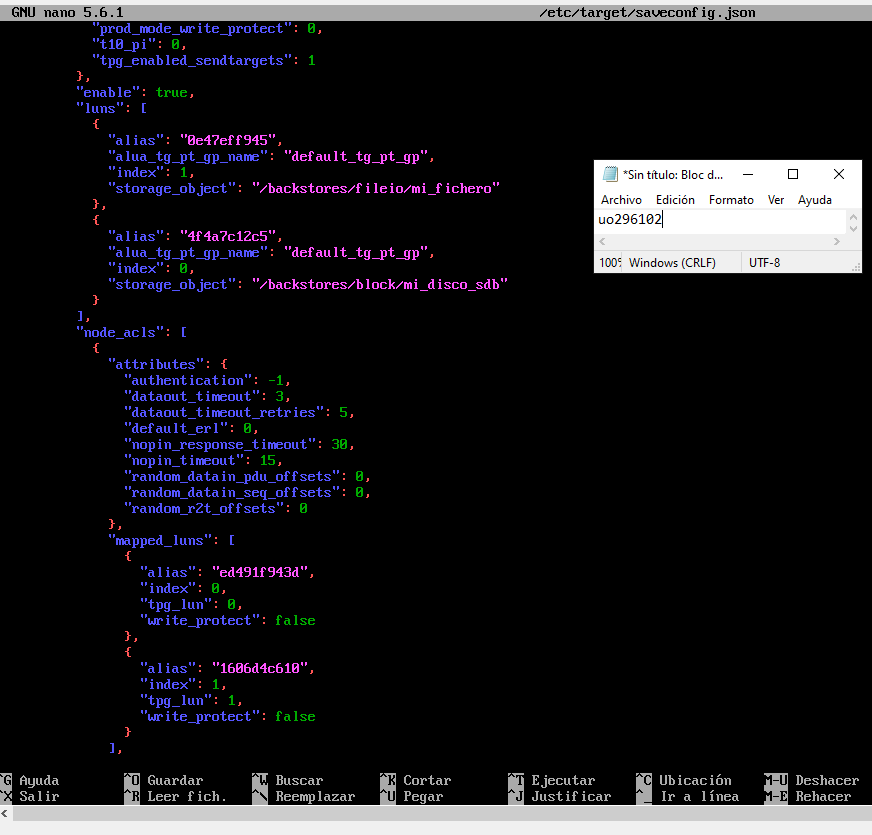 GNU nano 5.6.1 /etc/target/saveconfig.json
"prod_mode_write_protect": 0,
"t10_pi": 0,
"tpg_enabled_sendtargets": 1
},
"enable": true,
"luns": [
{
"alias": "0e47eff945",
"alua_tg_pt_gp_name": "default_tg_pt_gp",
"index": 1,
"storage_object": "/backstores/fileio/mi_fichero"
},
{
"alias": "4f4a7c12c5",
"alua_tg_pt_gp_name": "default_tg_pt_gp",
"index": 0,
"storage_object": "/backstores/block/mi_disco_sdb"
}
],
"node_acls": [
{
"attributes": {
"authentication": -1,
"dataout_timeout": 3,
"dataout_timeout_retries": 5,
"default_erl": 0,
"nopin_response_timeout": 30,
"nopin_timeout": 15,
"random_datain_pdu_offsets": 0,
"random_datain_seq_offsets": 0,
"random_r2t_offsets": 0
},
"mapped_luns": [
{
"alias": "ed491f943d",
"index": 0,
"tpg_lun": 0,
"write_protect": false
},
{
"alias": "1606d4c610",
"index": 1,
"tpg_lun": 1,
"write_protect": false
}
],
^G Ayuda ^O Guardar ^W Buscar ^K Cortar ^T Ejecutar ^C Ubicación M-U Deshacer
^X Salir ^R Leer fich. ^\ Reemplazar ^U Pegar ^J Justificar ^_ Ir a línea M-E Rehacer
*Sin título: Bloc d...
Archivo Edición Formato Ver Ayuda
uo296102
100% Windows (CRLF) UTF-8